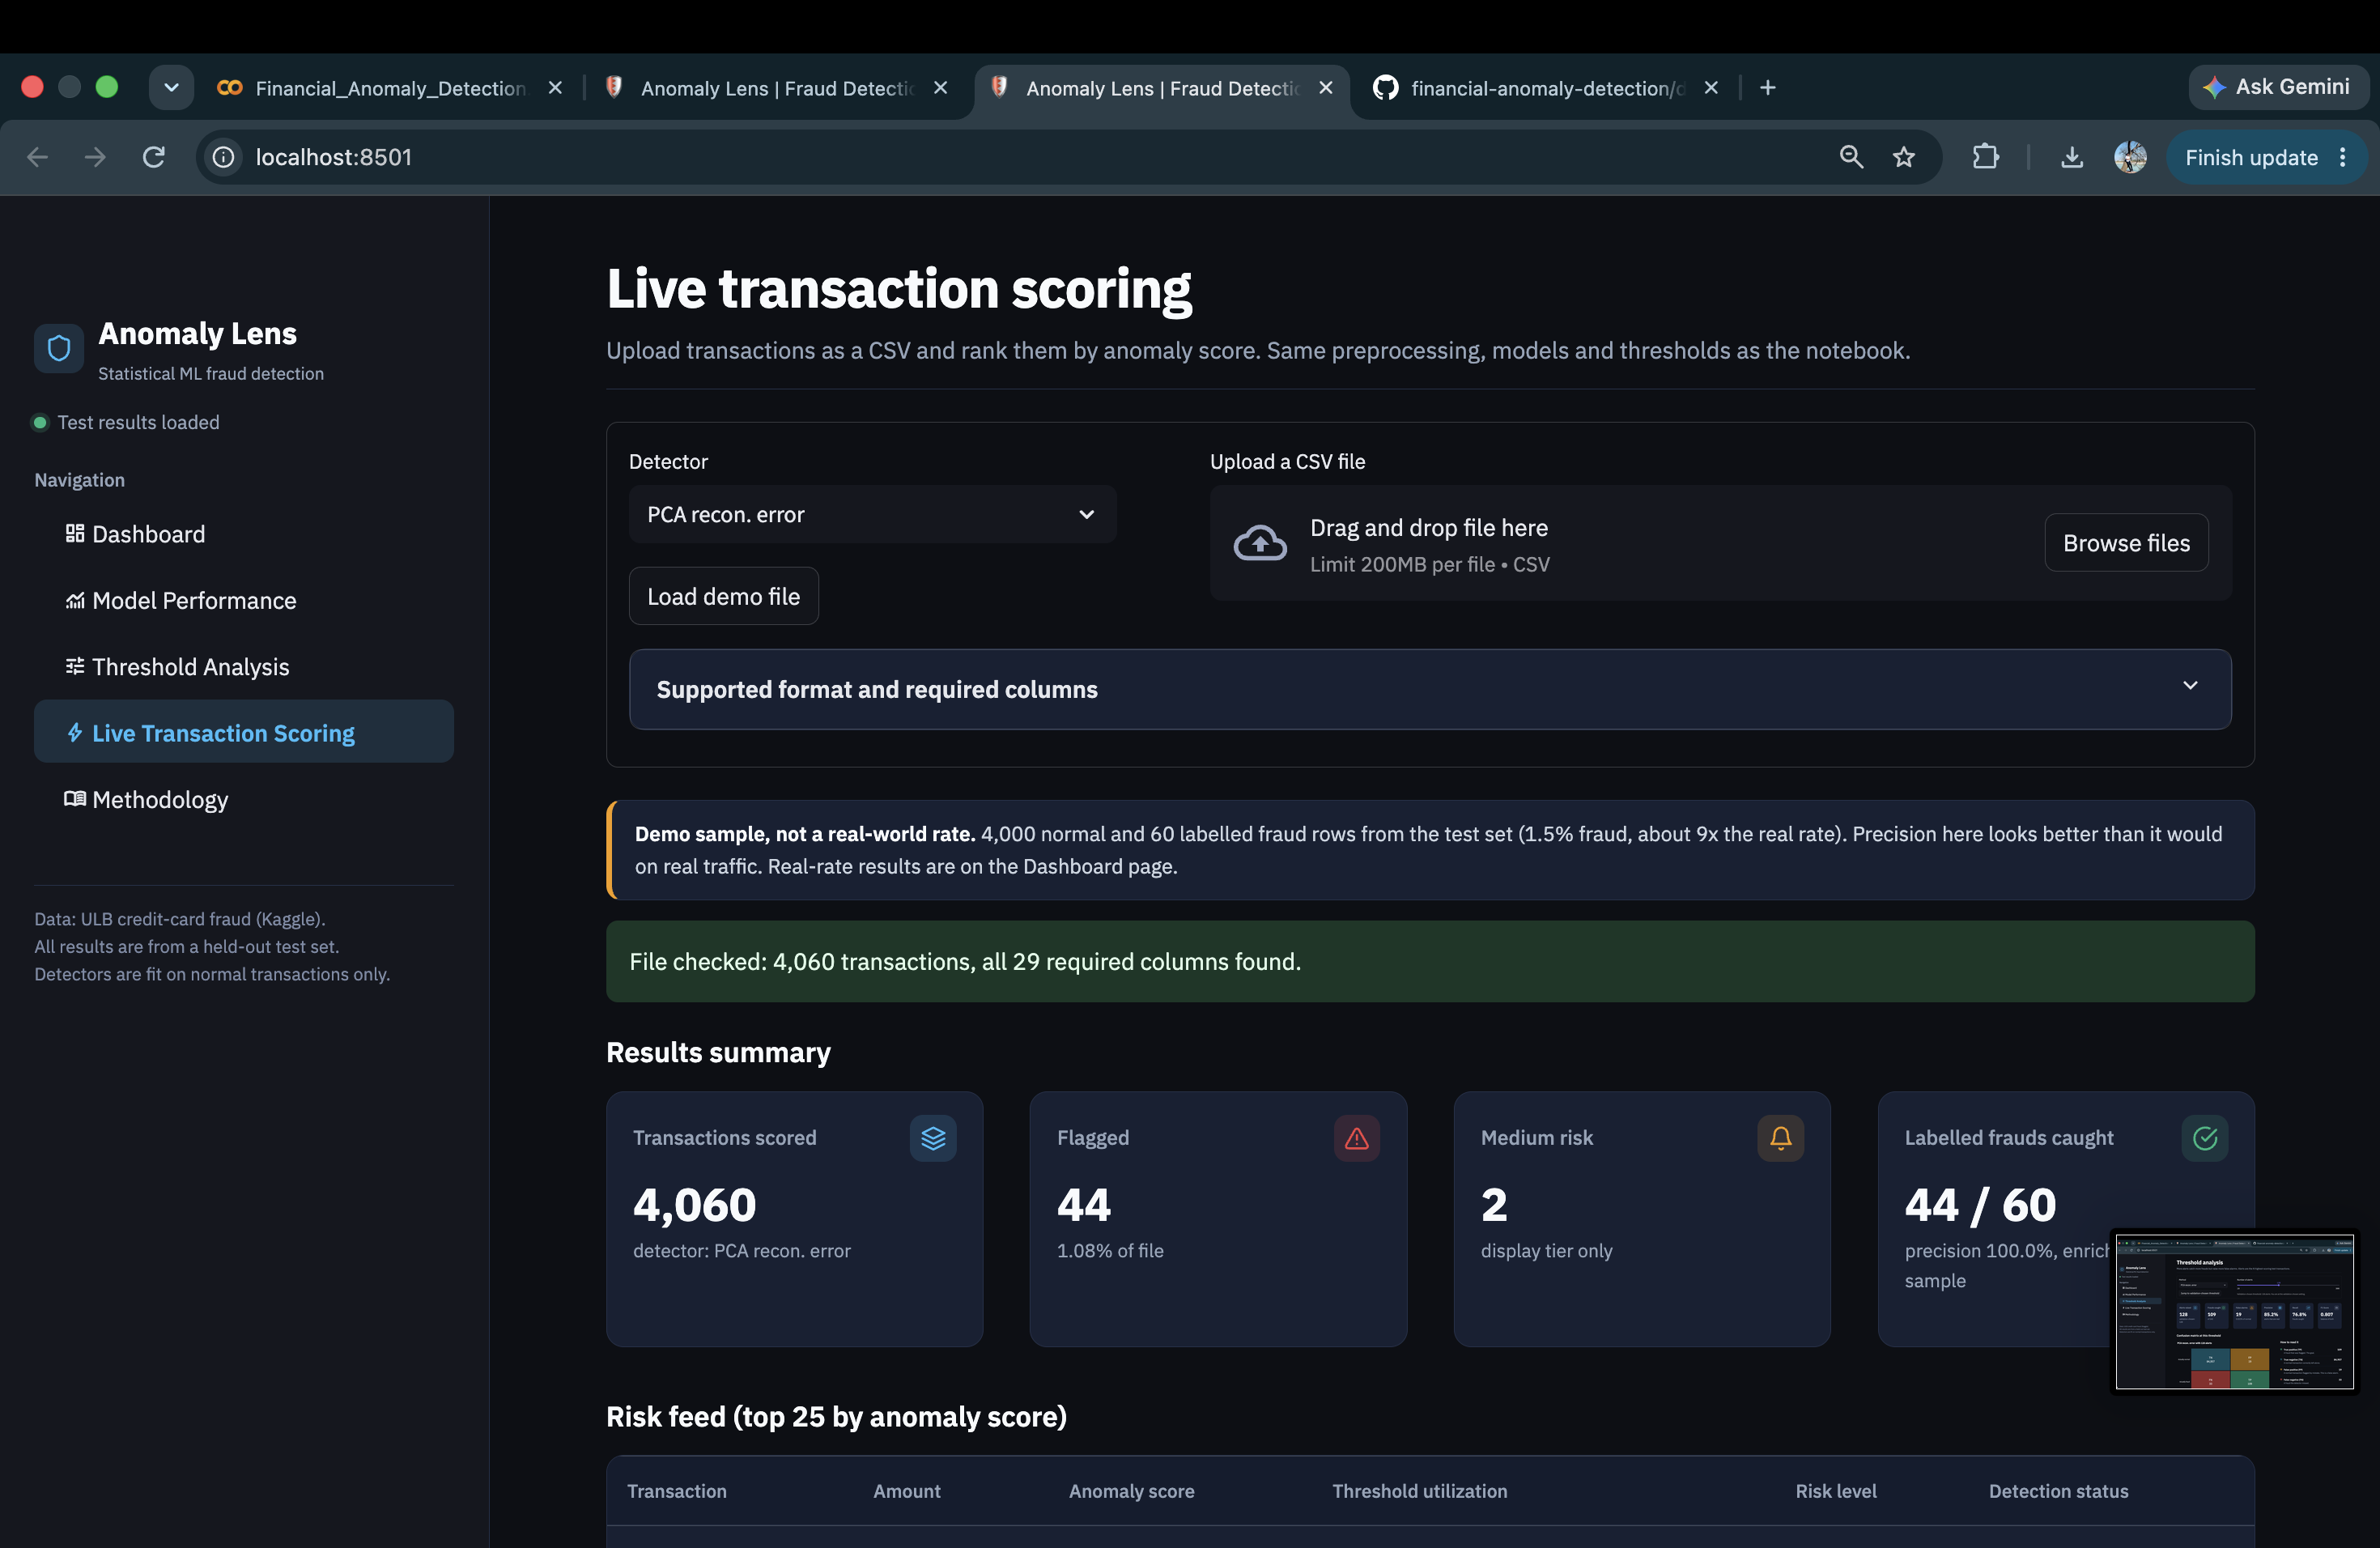 Financial_Anomaly_Detection
Anomaly Lens | Fraud Detectic
Anomaly Lens | Fraud Detectic
financial-anomaly-detection/d
Ask Gemini
localhost:8501
Finish update
Anomaly Lens
Statistical ML fraud detection
Test results loaded
Navigation
Dashboard
Model Performance
Threshold Analysis
Live Transaction Scoring
Methodology
Data: ULB credit-card fraud (Kaggle).
All results are from a held-out test set.
Detectors are fit on normal transactions only.
Live transaction scoring
Upload transactions as a CSV and rank them by anomaly score. Same preprocessing, models and thresholds as the notebook.
Detector
PCA recon. error
Load demo file
Upload a CSV file
Drag and drop file here
Limit 200MB per file • CSV
Browse files
Supported format and required columns
Demo sample, not a real-world rate. 4,000 normal and 60 labelled fraud rows from the test set (1.5% fraud, about 9x the real rate). Precision here looks better than it would
on real traffic. Real-rate results are on the Dashboard page.
File checked: 4,060 transactions, all 29 required columns found.
Results summary
Transactions scored
4,060
detector: PCA recon. error
Flagged
44
1.08% of file
Medium risk
2
display tier only
Labelled frauds caught
44 / 60
precision 100.0%, enrich
sample
Threshold analysis
Risk feed (top 25 by anomaly score)
Transaction Amount Anomaly score Threshold utilization Risk level Detection status